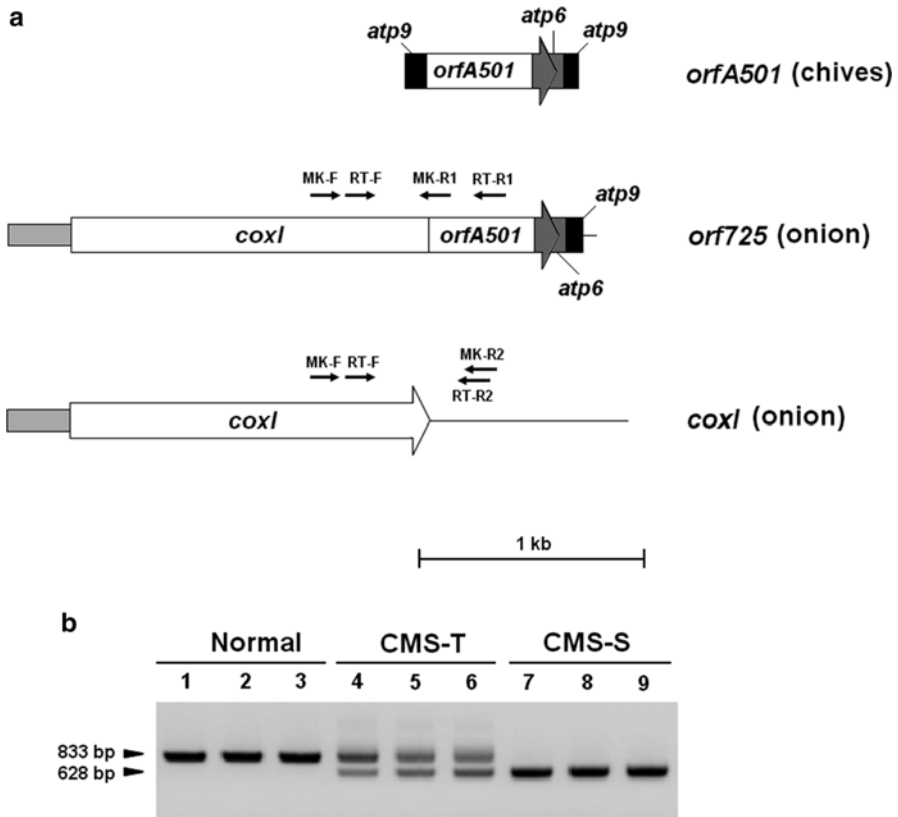 a
atp9 atp6 atp9
orfA501
orfA501 (chives)
MK-F RT-F MK-R1 RT-R1
atp9
coxI orfA501
orf725 (onion)
atp6
MK-F RT-F MK-R2
RT-R2
coxI
coxI (onion)
1 kb
b
Normal CMS-T CMS-S
1 2 3 4 5 6 7 8 9
833 bp
628 bp